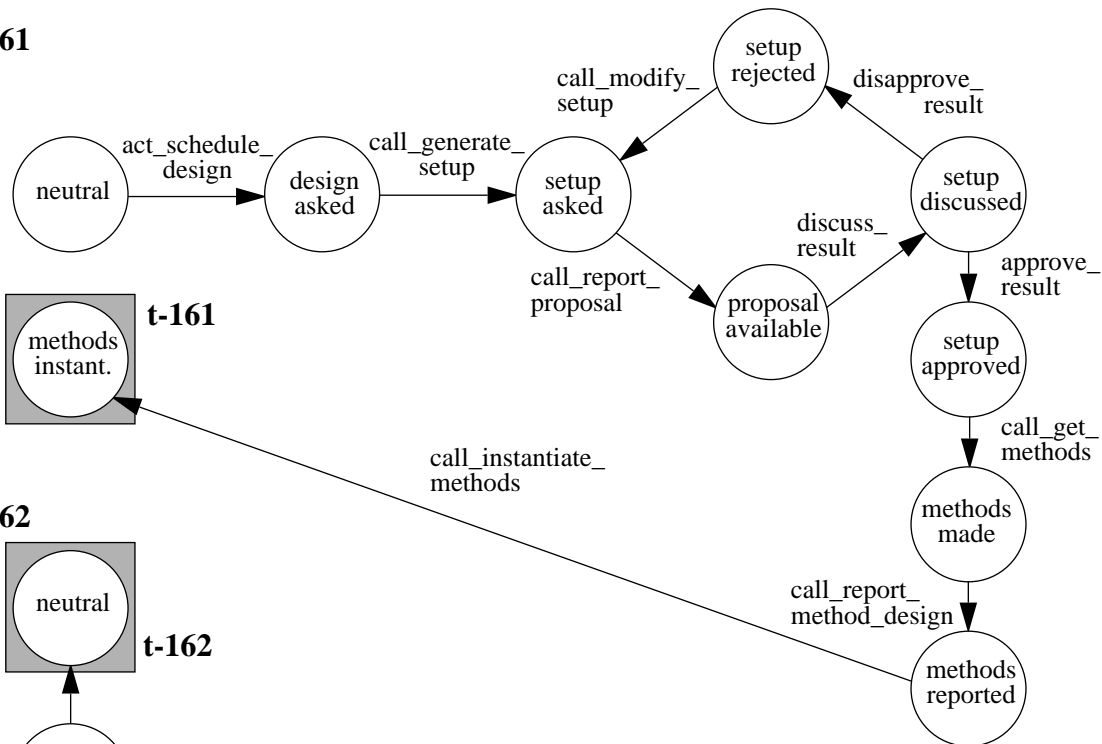 61
setup
rejected
call_modify_
setup
disapprove_
result
act_schedule_
design
call_generate_
setup
neutral
design
asked
setup
asked
setup
discussed
discuss_
result
call_report_
proposal
approve_
result
proposal
available
t-161
methods
instant.
setup
approved
call_get_
methods
call_instantiate_
methods
methods
made
62
neutral
call_report_
method_design
t-162
methods
reported